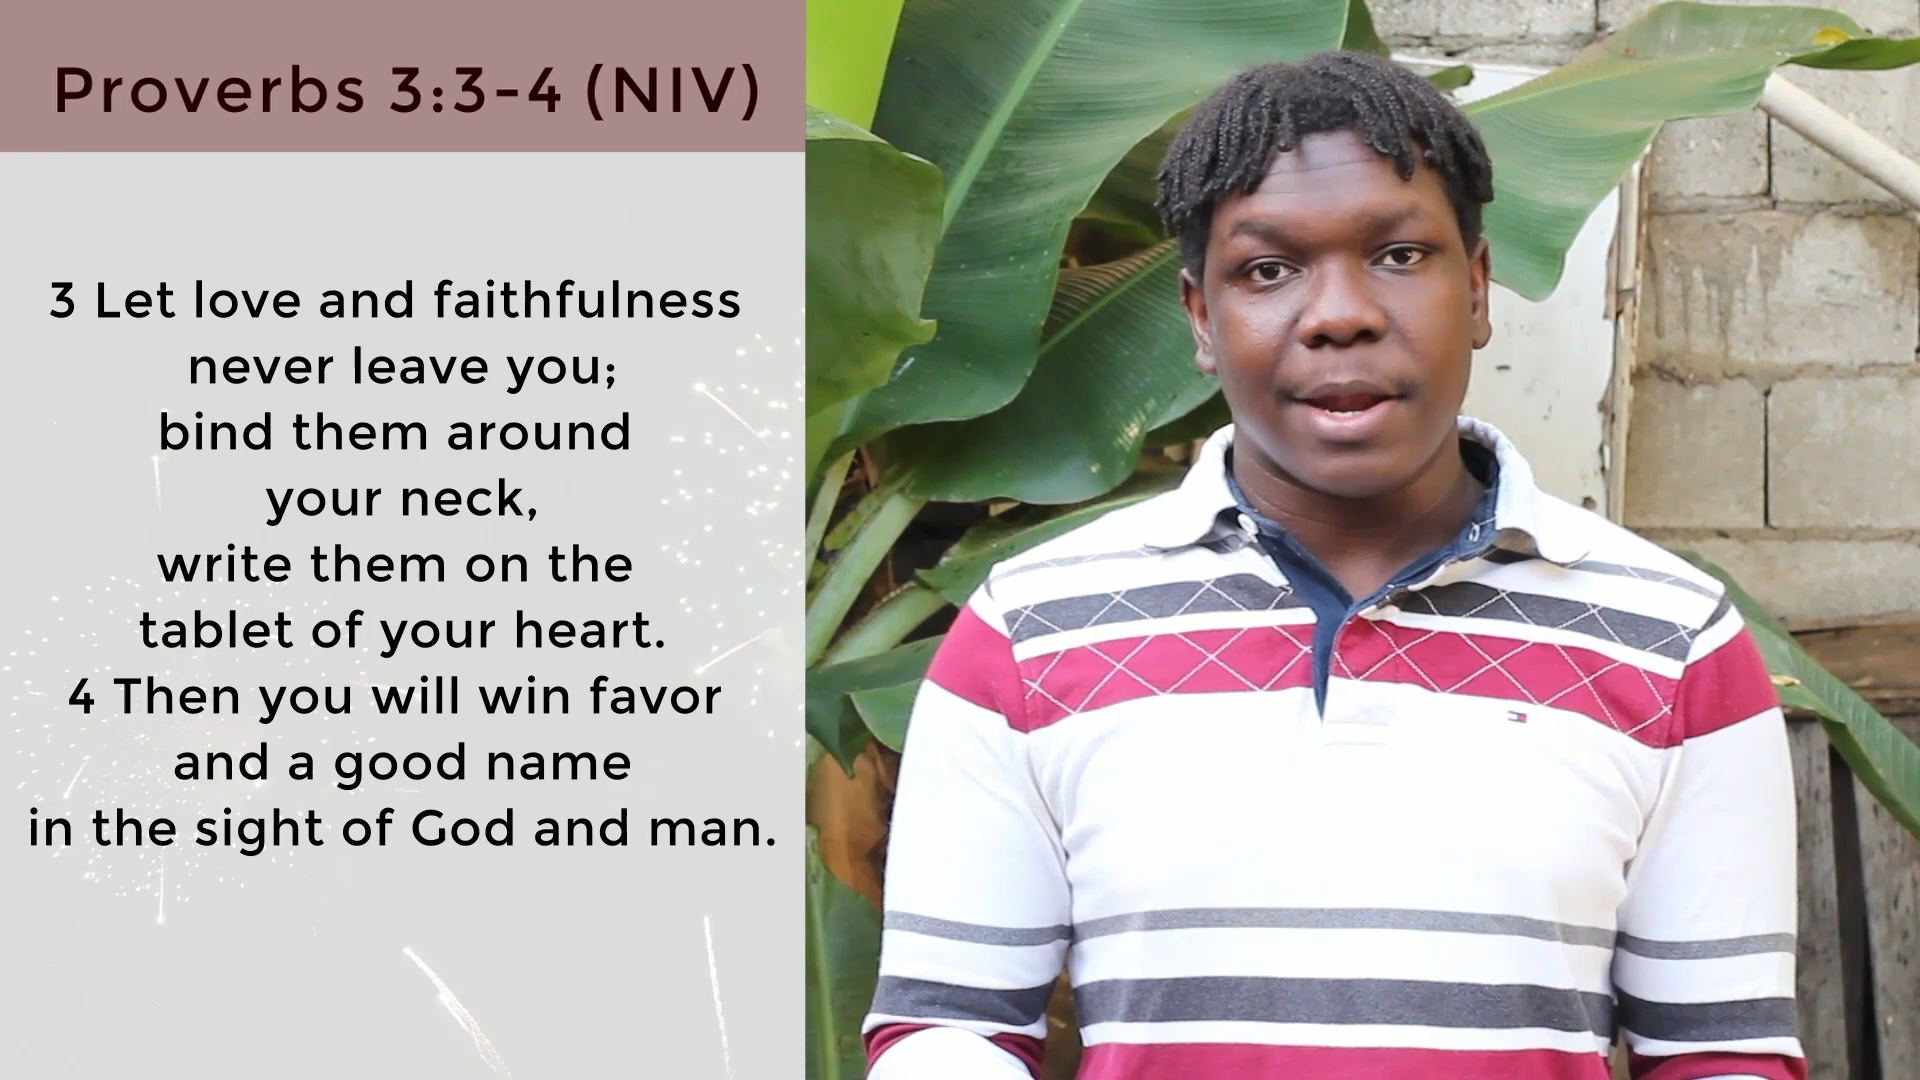 Proverbs 3:3-4 (NIV)
3 Let love and faithfulness
never leave you;
bind them around
your neck,
write them on the
tablet of your heart.
4 Then you will win favor
and a good name
in the sight of God and man.